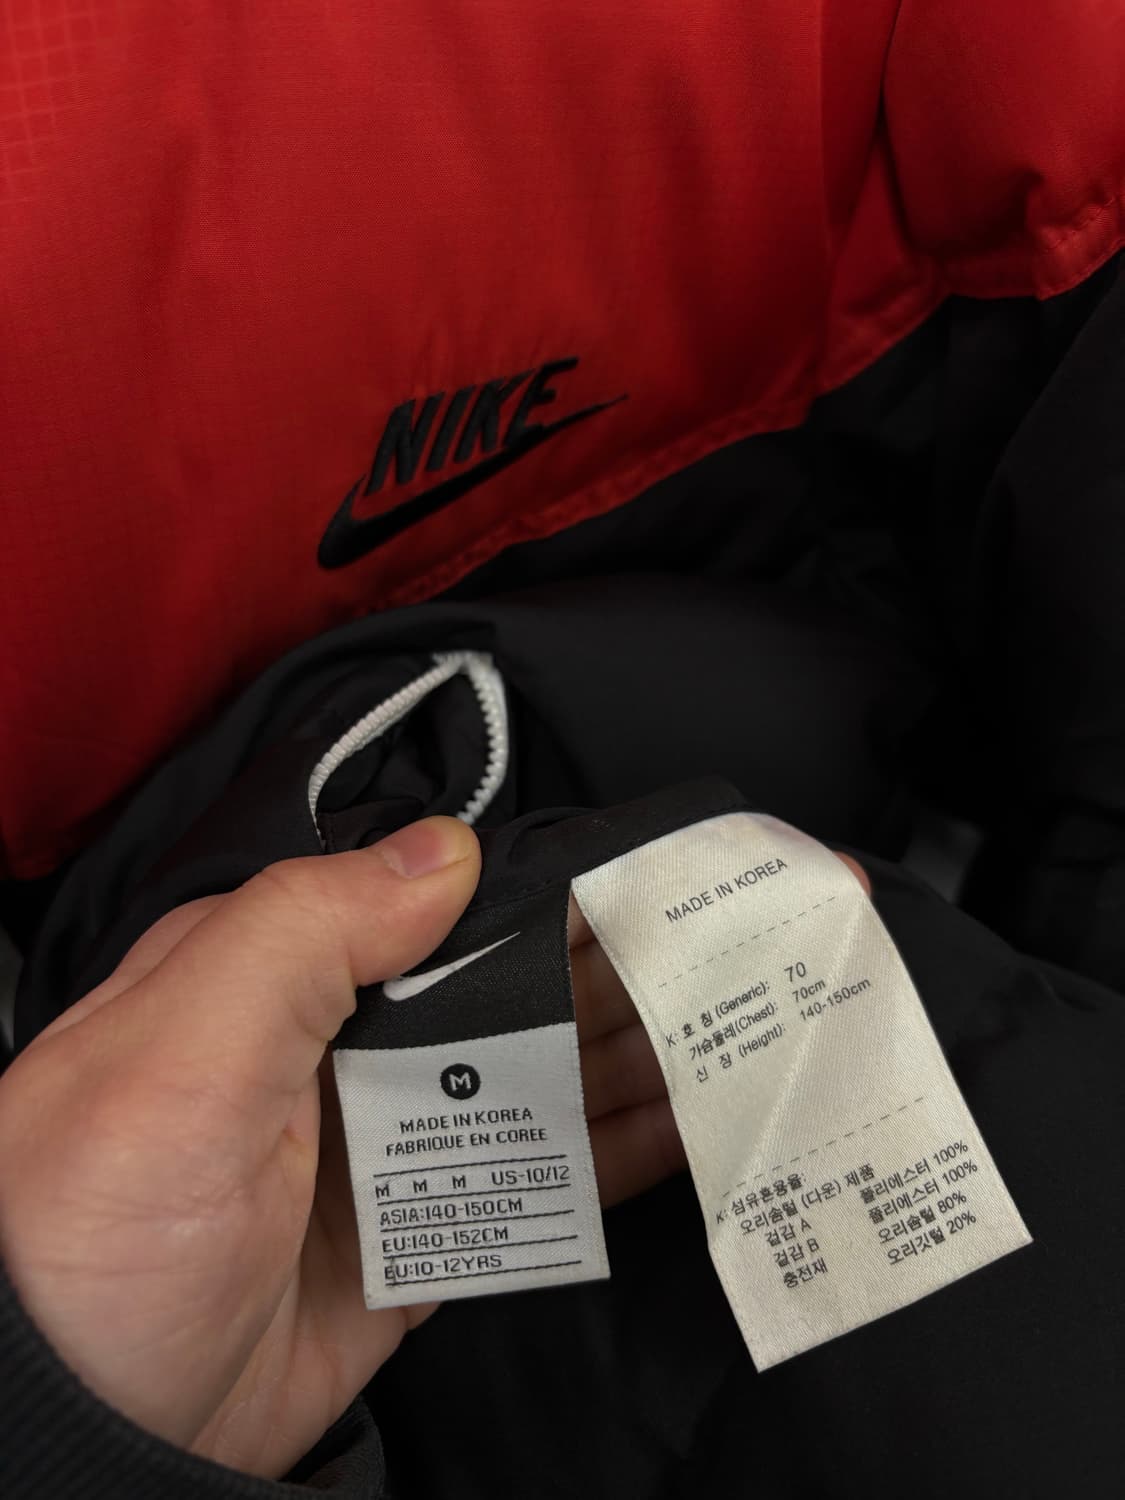 NIKE
M
MADE IN KOREA
FABRIQUE EN COREE
M M M US-10/12
ASIA:140-150CM
EU:140-152CM
EU:10-12YRS
MADE IN KOREA
K: 호 칭 (Generic): 70
가슴둘레(Chest): 70cm
신 장 (Height): 140-150cm
K: 섬유혼용율:
오리솜털 (다운) 제품
겉감 A 폴리에스터 100%
겉감 B 폴리에스터 100%
충전재 오리솜털 80%
오리깃털 20%